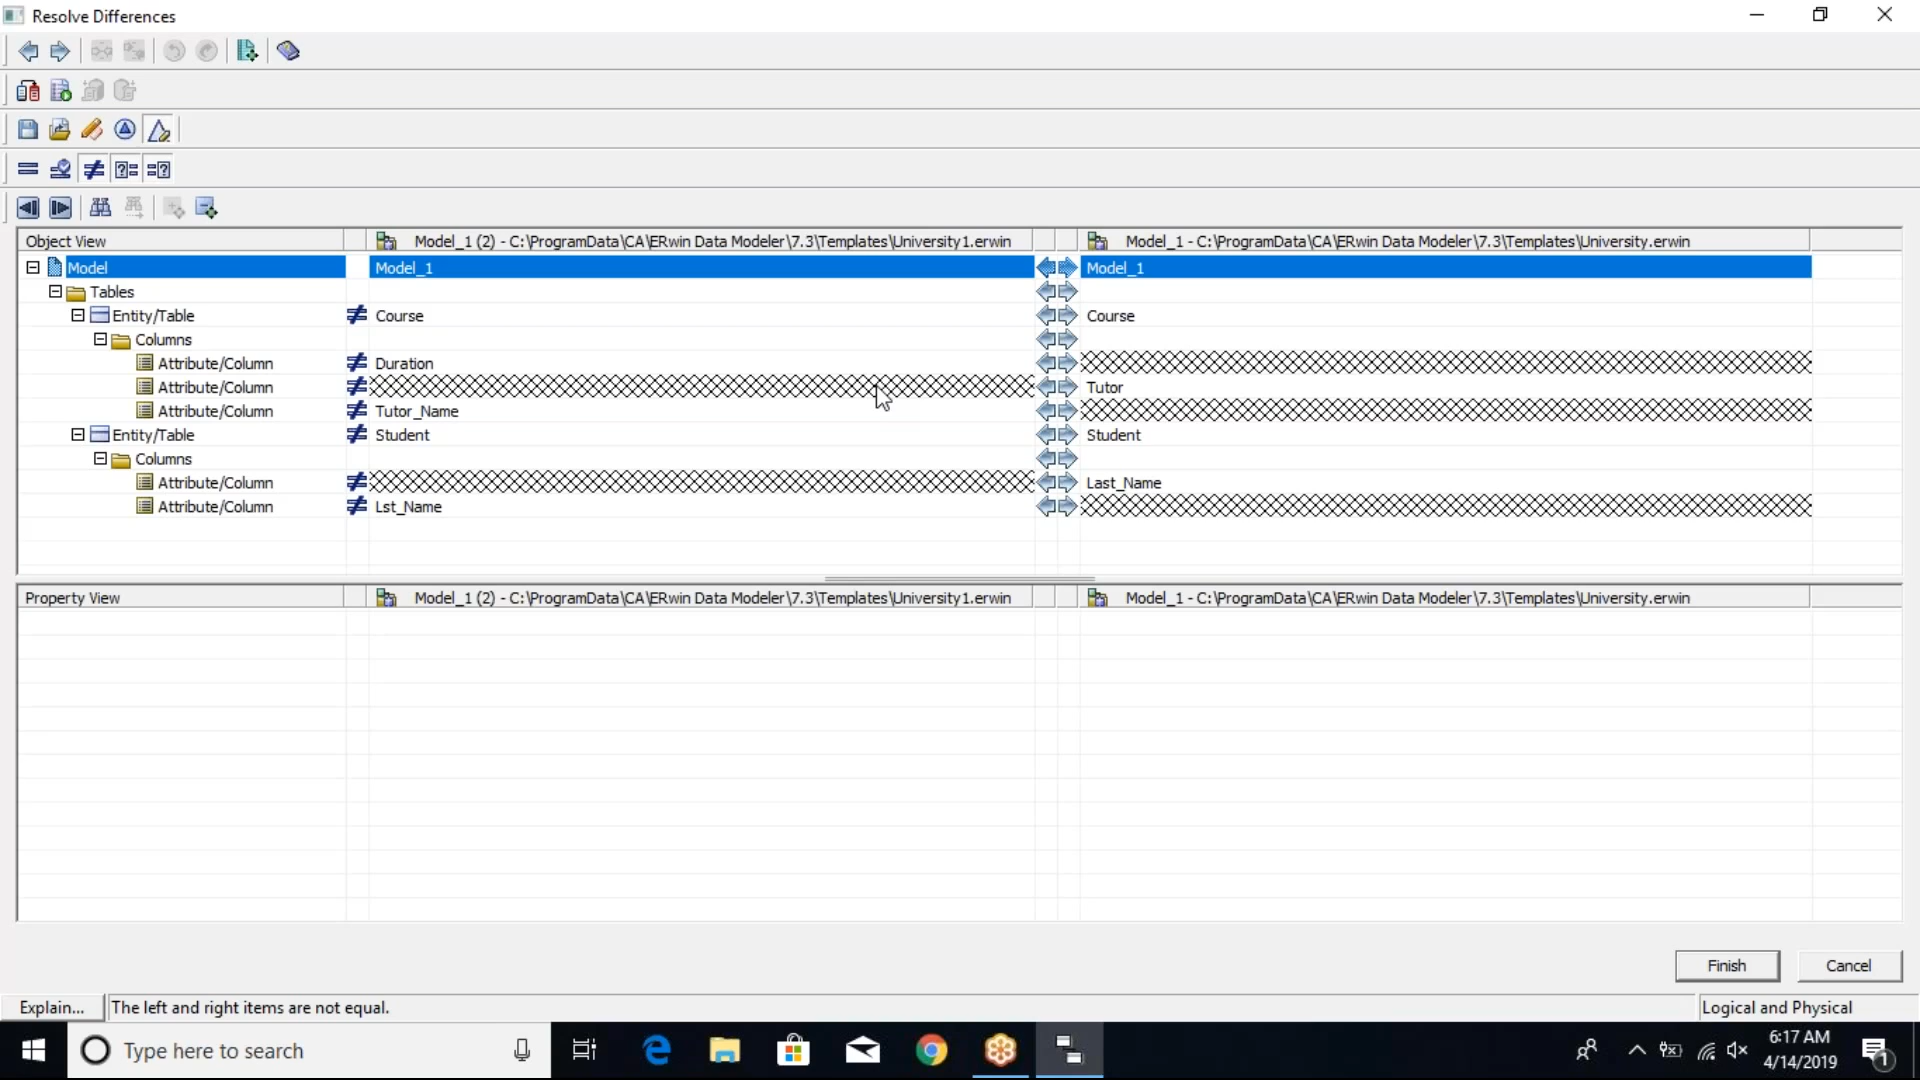 Resolve Differences
Object View Model_1 (2) - C:\ProgramData\CA\ERwin Data Modeler\7.3\Templates\University1.erwin Model_1 - C:\ProgramData\CA\ERwin Data Modeler\7.3\Templates\University.erwin
Model Model_1 Model_1
Tables
Entity/Table Course Course
Columns
Attribute/Column Duration
Attribute/Column Tutor
Attribute/Column Tutor_Name
Entity/Table Student Student
Columns
Attribute/Column Last_Name
Attribute/Column Lst_Name
Property View Model_1 (2) - C:\ProgramData\CA\ERwin Data Modeler\7.3\Templates\University1.erwin Model_1 - C:\ProgramData\CA\ERwin Data Modeler\7.3\Templates\University.erwin
Finish Cancel
Explain... The left and right items are not equal. Logical and Physical
Type here to search
6:17 AM
4/14/2019
1